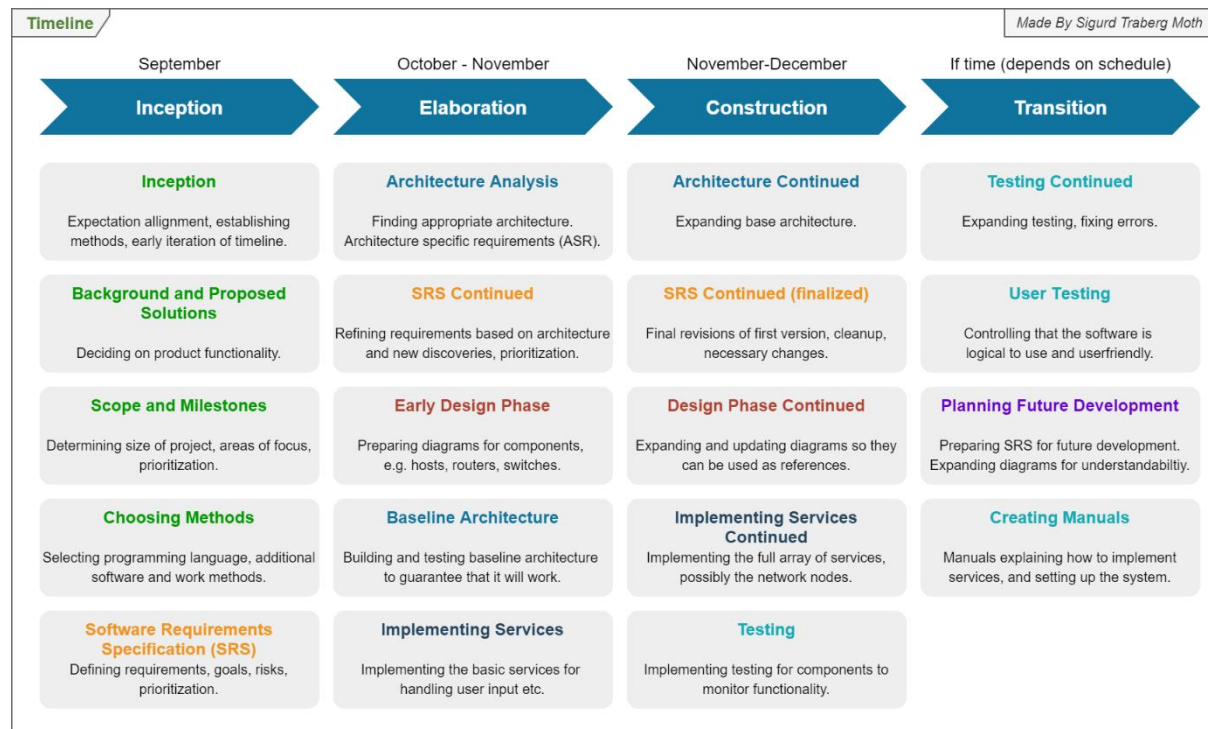 Timeline
Made By Sigurd Traberg Moth
September
Inception
Inception
Expectation allignment, establishing
methods, early iteration of timeline.
Background and Proposed
Solutions
Deciding on product functionality.
Scope and Milestones
Determining size of project, areas of focus,
prioritization.
Choosing Methods
Selecting programming language, additional
software and work methods.
Software Requirements
Specification (SRS)
Defining requirements, goals, risks,
prioritization.
October - November
Elaboration
Architecture Analysis
Finding appropriate architecture.
Architecture specific requirements (ASR).
SRS Continued
Refining requirements based on architecture
and new discoveries, prioritization.
Early Design Phase
Preparing diagrams for components,
e.g. hosts, routers, switches.
Baseline Architecture
Building and testing baseline architecture
to guarantee that it will work.
Implementing Services
Implementing the basic services for
handling user input etc.
November-December
Construction
Architecture Continued
Expanding base architecture.
SRS Continued (finalized)
Final revisions of first version, cleanup,
necessary changes.
Design Phase Continued
Expanding and updating diagrams so they
can be used as references.
Implementing Services
Continued
Implementing the full array of services,
possibly the network nodes.
Testing
Implementing testing for components to
monitor functionality.
If time (depends on schedule)
Transition
Testing Continued
Expanding testing, fixing errors.
User Testing
Controlling that the software is
logical to use and userfriendly.
Planning Future Development
Preparing SRS for future development.
Expanding diagrams for understandabiltiy.
Creating Manuals
Manuals explaining how to implement
services, and setting up the system.